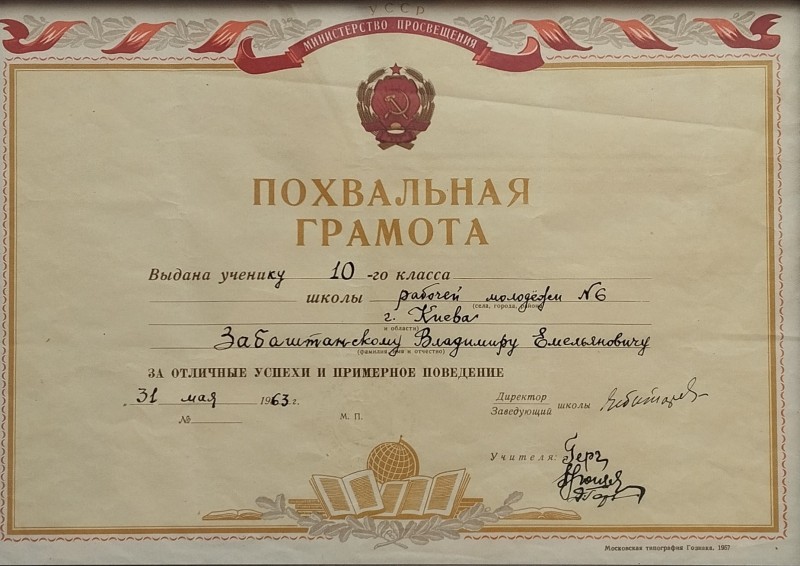 УССР
МИНИСТЕРСТВО ПРОСВЕЩЕНИЯ
ПОХВАЛЬНАЯ
ГРАМОТА
Выдана ученику 10-го класса
школы рабочей молодёжи №6
(села, города, района
г. Киева
и области)
Забаштанскому Владимиру Емельяновичу
(фамилия, имя и отчество)
ЗА ОТЛИЧНЫЕ УСПЕХИ И ПРИМЕРНОЕ ПОВЕДЕНИЕ
„31 мая 1963 г.
№
М. П.
Директор
Заведующий школы
Учителя:
Московская типография Гознака. 1957